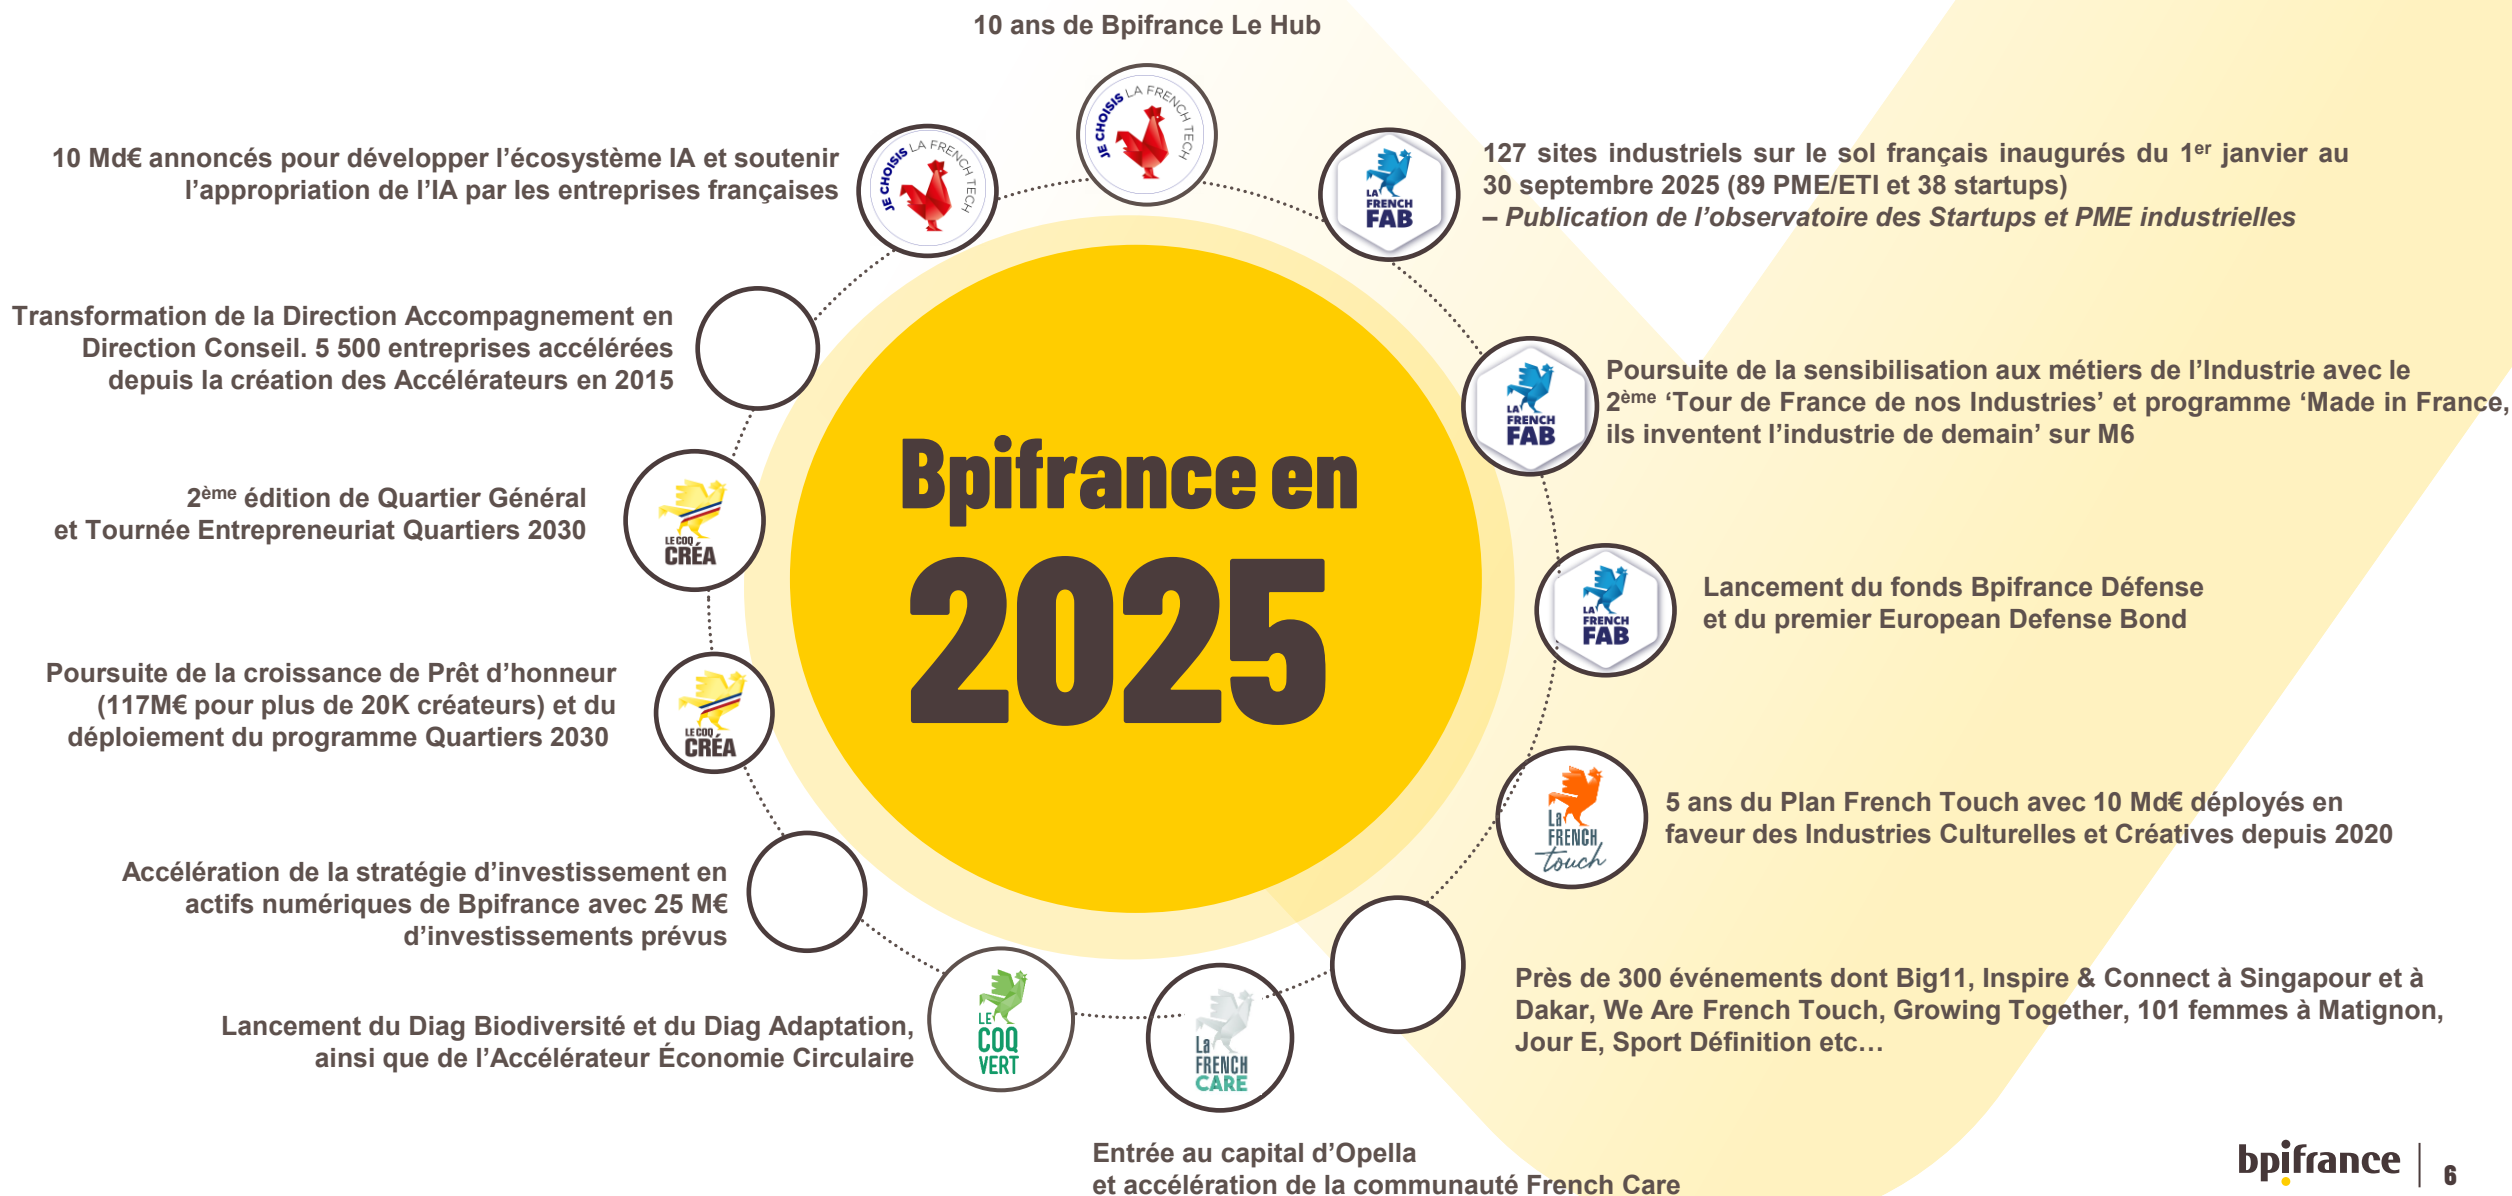 10 ans de Bpifrance Le Hub
JE CHOISIS LA FRENCH TECH
10 Md€ annoncés pour développer l’écosystème IA et soutenir
l’appropriation de l’IA par les entreprises françaises
JE CHOISIS LA FRENCH TECH
LA
FRENCH
FAB
127 sites industriels sur le sol français inaugurés du 1er janvier au
30 septembre 2025 (89 PME/ETI et 38 startups)
– Publication de l’observatoire des Startups et PME industrielles
Transformation de la Direction Accompagnement en
Direction Conseil. 5 500 entreprises accélérées
depuis la création des Accélérateurs en 2015
LA
FRENCH
FAB
Poursuite de la sensibilisation aux métiers de l’Industrie avec le
2ème ‘Tour de France de nos Industries’ et programme ‘Made in France,
ils inventent l’industrie de demain’ sur M6
Bpifrance en
2025
2ème édition de Quartier Général
et Tournée Entrepreneuriat Quartiers 2030
LE COQ
CRÉA
LA
FRENCH
FAB
Lancement du fonds Bpifrance Défense
et du premier European Defense Bond
Poursuite de la croissance de Prêt d’honneur
(117M€ pour plus de 20K créateurs) et du
déploiement du programme Quartiers 2030
LE COQ
CRÉA
La
FRENCH
touch
5 ans du Plan French Touch avec 10 Md€ déployés en
faveur des Industries Culturelles et Créatives depuis 2020
Accélération de la stratégie d’investissement en
actifs numériques de Bpifrance avec 25 M€
d’investissements prévus
Près de 300 événements dont Big11, Inspire & Connect à Singapour et à
Dakar, We Are French Touch, Growing Together, 101 femmes à Matignon,
Jour E, Sport Définition etc…
Lancement du Diag Biodiversité et du Diag Adaptation,
ainsi que de l’Accélérateur Économie Circulaire
LE
COQ
VERT
La
FRENCH
CARE
Entrée au capital d’Opella
et accélération de la communauté French Care
bpifrance
6